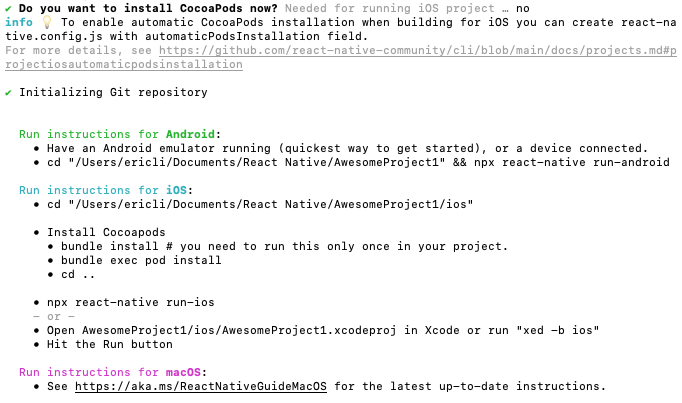 ✔ Do you want to install CocoaPods now? Needed for running iOS project … no
info 💡 To enable automatic CocoaPods installation when building for iOS you can create react-na
tive.config.js with automaticPodsInstallation field.
For more details, see https://github.com/react-native-community/cli/blob/main/docs/projects.md#p
rojectiosautomaticpodsinstallation
✔ Initializing Git repository
Run instructions for Android:
• Have an Android emulator running (quickest way to get started), or a device connected.
• cd "/Users/ericli/Documents/React Native/AwesomeProject1" && npx react-native run-android
Run instructions for iOS:
• cd "/Users/ericli/Documents/React Native/AwesomeProject1/ios"
• Install Cocoapods
• bundle install # you need to run this only once in your project.
• bundle exec pod install
• cd ..
• npx react-native run-ios
– or –
• Open AwesomeProject1/ios/AwesomeProject1.xcodeproj in Xcode or run "xed -b ios"
• Hit the Run button
Run instructions for macOS:
• See https://aka.ms/ReactNativeGuideMacOS for the latest up-to-date instructions.